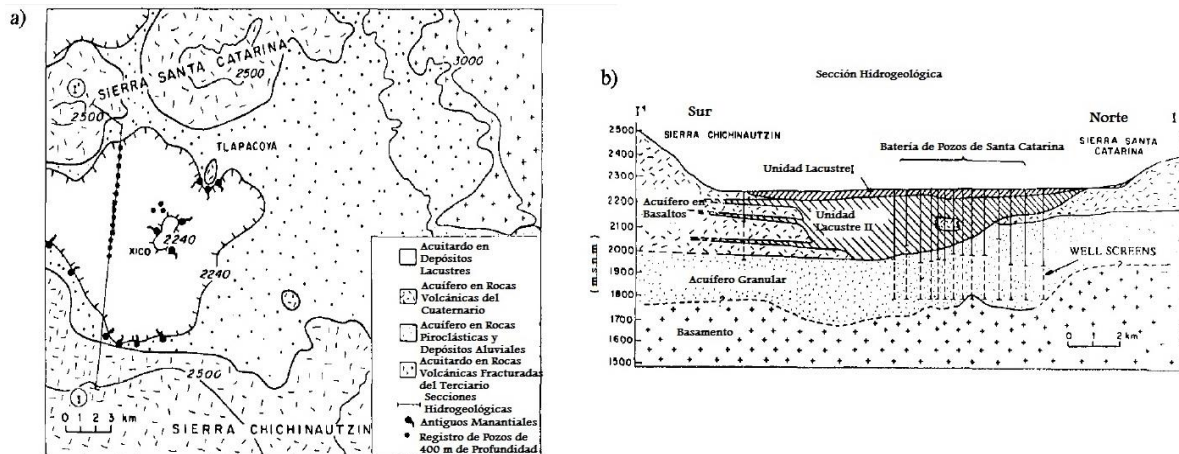 a)
SIERRA SANTA CATARINA
2500
3000
I'
2500
TLAPACOYA
XICO
2240
2240
2500
I
0 1 2 3 km
SIERRA CHICHINAUTZIN
Acuitardo en
Depósitos
Lacustres
Acuífero en Rocas
Volcánicas del
Cuaternario
Acuífero en Rocas
Piroclásticas y
Depósitos Aluviales
Acuitardo en Rocas
Volcánicas Fracturadas
del Terciario
Secciones
Hidrogeológicas
Antiguos Manantiales
Registro de Pozos de
400 m de Profundidad
b)
Sección Hidrogeológica
I'
Sur
Norte
I
SIERRA CHICHINAUTZIN
SIERRA SANTA
CATARINA
Batería de Pozos de Santa Catarina
Unidad Lacustre I
Acuífero en
Basaltos
Unidad
Lacustre II
WELL SCREENS
Acuífero Granular
?
?
Basamento
0 1 2 km
2500
2400
2300
2200
2100
2000
1900
1800
1700
1600
1500
( m.s.n.m. )